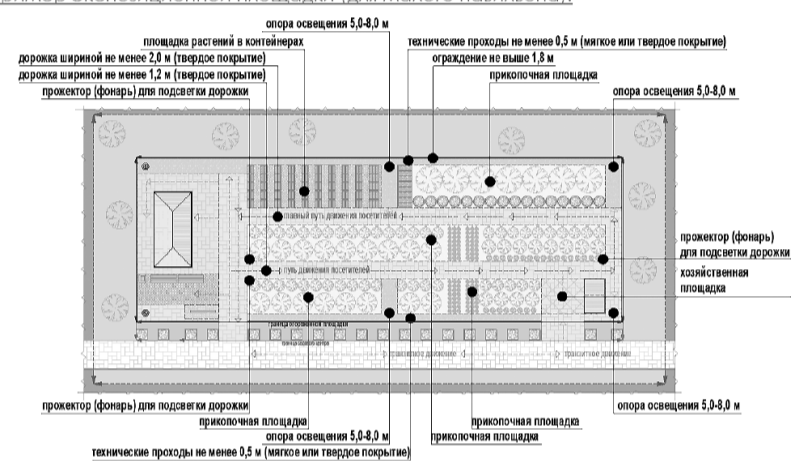 опора освещения 5,0-8,0 м
площадка растений в контейнерах
технические проходы не менее 0,5 м (мягкое или твердое покрытие)
дорожка шириной не менее 2,0 м (твердое покрытие)
ограждение не выше 1,8 м
дорожка шириной не менее 1,2 м (твердое покрытие)
прикопочная площадка
прожектор (фонарь) для подсветки дорожки
опора освещения 5,0-8,0 м
главный путь движения посетителей
прожектор (фонарь)
для подсветки дорожки
путь движения посетителей
хозяйственная
площадка
транзитное движение
транзитное движение
прожектор (фонарь) для подсветки дорожки
опора освещения 5,0-8,0 м
прикопочная площадка
прикопочная площадка
опора освещения 5,0-8,0 м
прикопочная площадка
технические проходы не менее 0,5 м (мягкое или твердое покрытие)